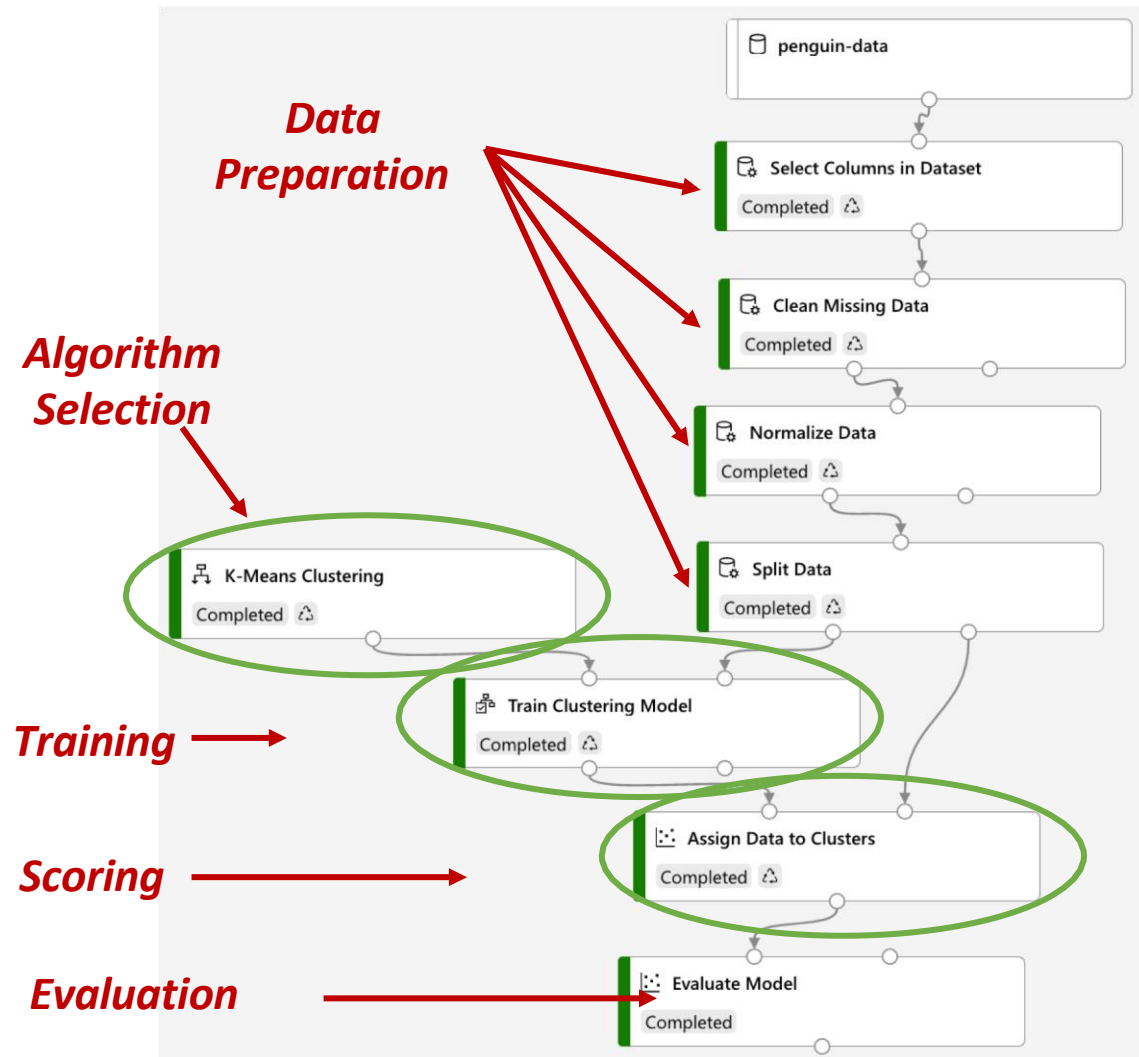 penguin-data
Data
Preparation
Select Columns in Dataset
Completed
Clean Missing Data
Completed
Algorithm
Selection
Normalize Data
Completed
K-Means Clustering
Completed
Split Data
Completed
Training
Train Clustering Model
Completed
Scoring
Assign Data to Clusters
Completed
Evaluation
Evaluate Model
Completed